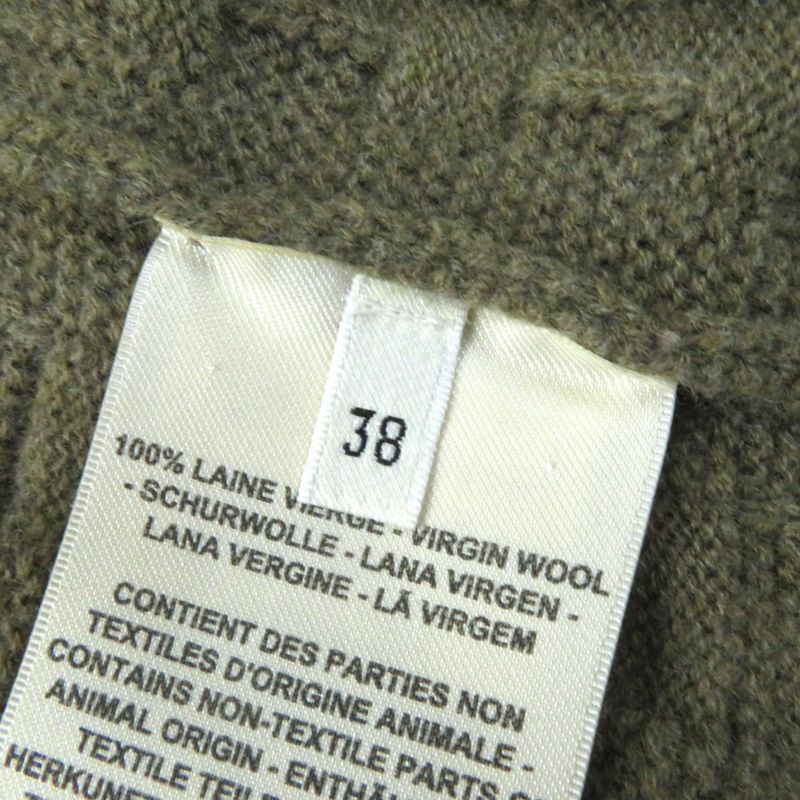 38
100% LAINE VIERGE - VIRGIN WOOL
- SCHURWOLLE - LANA VIRGEN -
LANA VERGINE - LÃ VIRGEM
CONTIENT DES PARTIES NON
TEXTILES D'ORIGINE ANIMALE -
CONTAINS NON-TEXTILE PARTS
ANIMAL ORIGIN -
TEXTILE